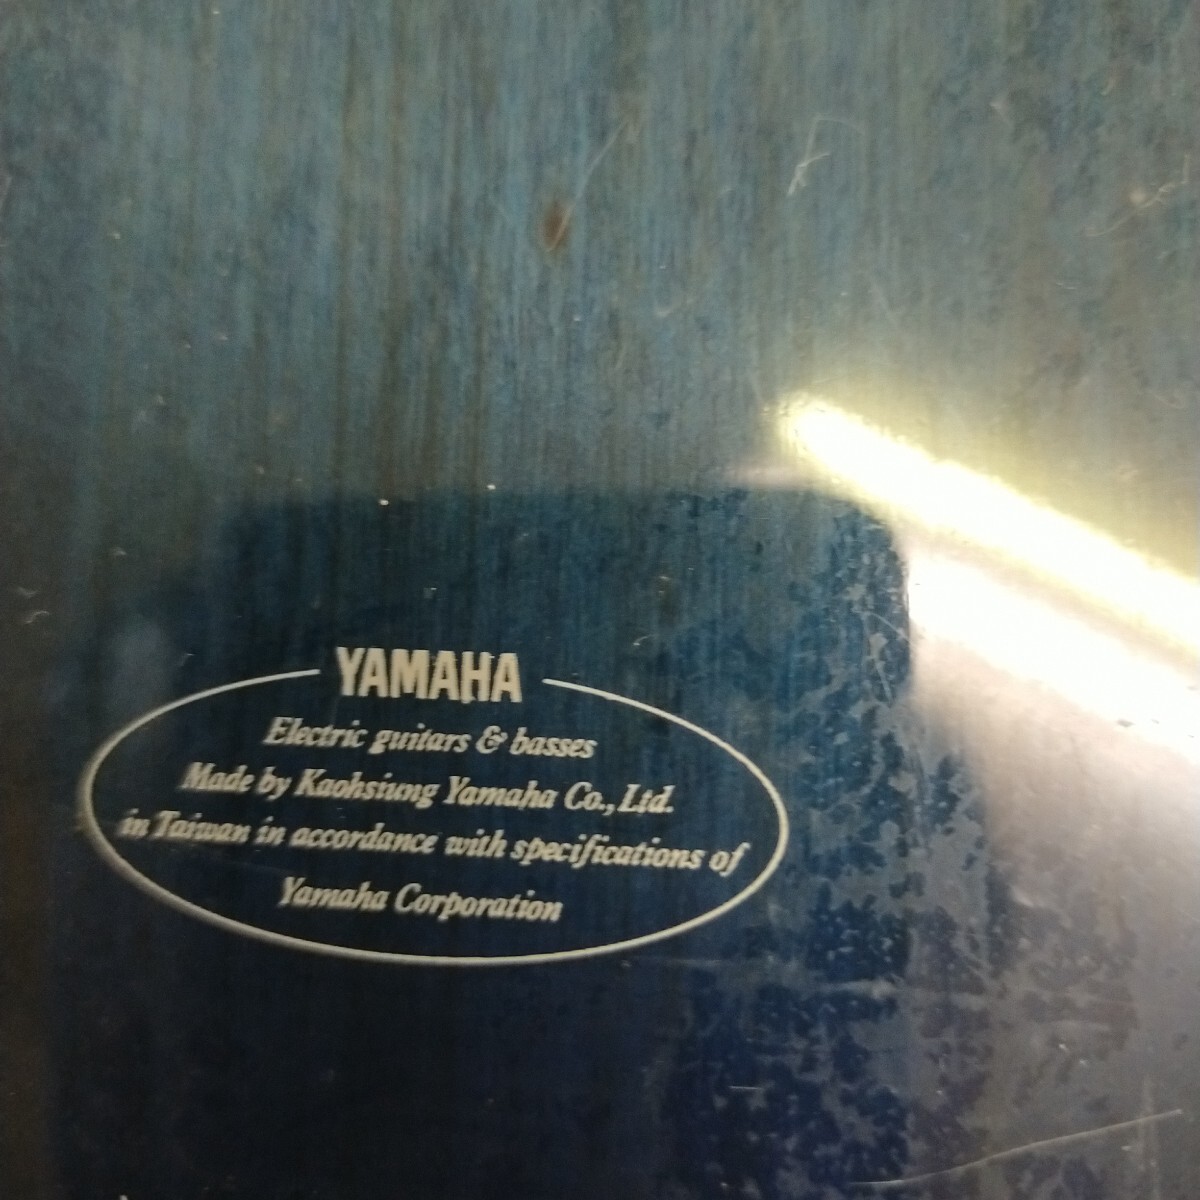 YAMAHA
Electric guitars & basses
Made by Kaohsiung Yamaha Co., Ltd.
in Taiwan in accordance with specifications of
Yamaha Corporation